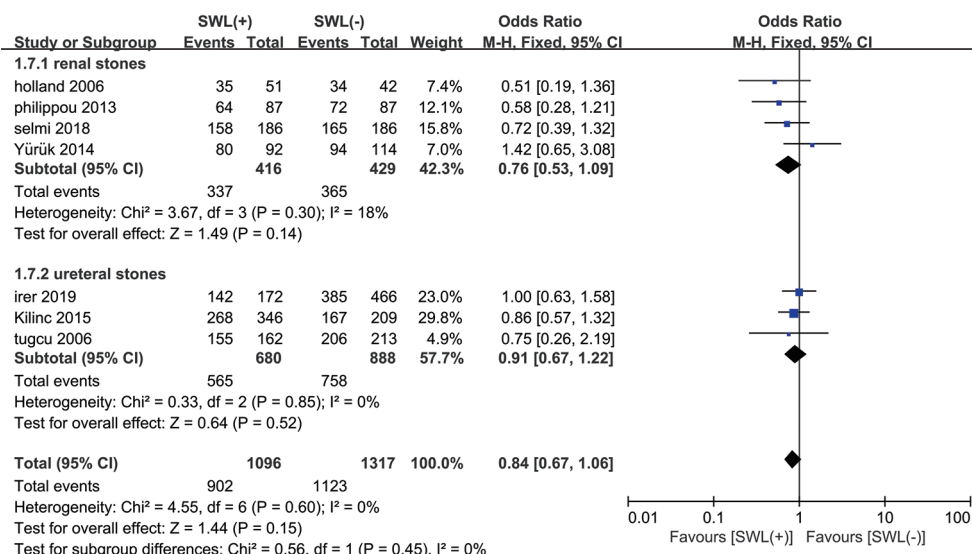 SWL(+) SWL(-) Odds Ratio Odds Ratio
Study or Subgroup Events Total Events Total Weight M-H, Fixed, 95% CI M-H, Fixed, 95% CI
1.7.1 renal stones
holland 2006 35 51 34 42 7.4% 0.51 [0.19, 1.36]
philippou 2013 64 87 72 87 12.1% 0.58 [0.28, 1.21]
selmi 2018 158 186 165 186 15.8% 0.72 [0.39, 1.32]
Yürük 2014 80 92 94 114 7.0% 1.42 [0.65, 3.08]
Subtotal (95% CI) 416 429 42.3% 0.76 [0.53, 1.09]
Total events 337 365
Heterogeneity: Chi² = 3.67, df = 3 (P = 0.30); I² = 18%
Test for overall effect: Z = 1.49 (P = 0.14)
1.7.2 ureteral stones
irer 2019 142 172 385 466 23.0% 1.00 [0.63, 1.58]
Kilinc 2015 268 346 167 209 29.8% 0.86 [0.57, 1.32]
tugcu 2006 155 162 206 213 4.9% 0.75 [0.26, 2.19]
Subtotal (95% CI) 680 888 57.7% 0.91 [0.67, 1.22]
Total events 565 758
Heterogeneity: Chi² = 0.33, df = 2 (P = 0.85); I² = 0%
Test for overall effect: Z = 0.64 (P = 0.52)
Total (95% CI) 1096 1317 100.0% 0.84 [0.67, 1.06]
Total events 902 1123
Heterogeneity: Chi² = 4.55, df = 6 (P = 0.60); I² = 0%
Test for overall effect: Z = 1.44 (P = 0.15)
Test for subgroup differences: Chi² = 0.56, df = 1 (P = 0.45), I² = 0%
0.01 0.1 1 10 100
Favours [SWL(+)] Favours [SWL(-)]